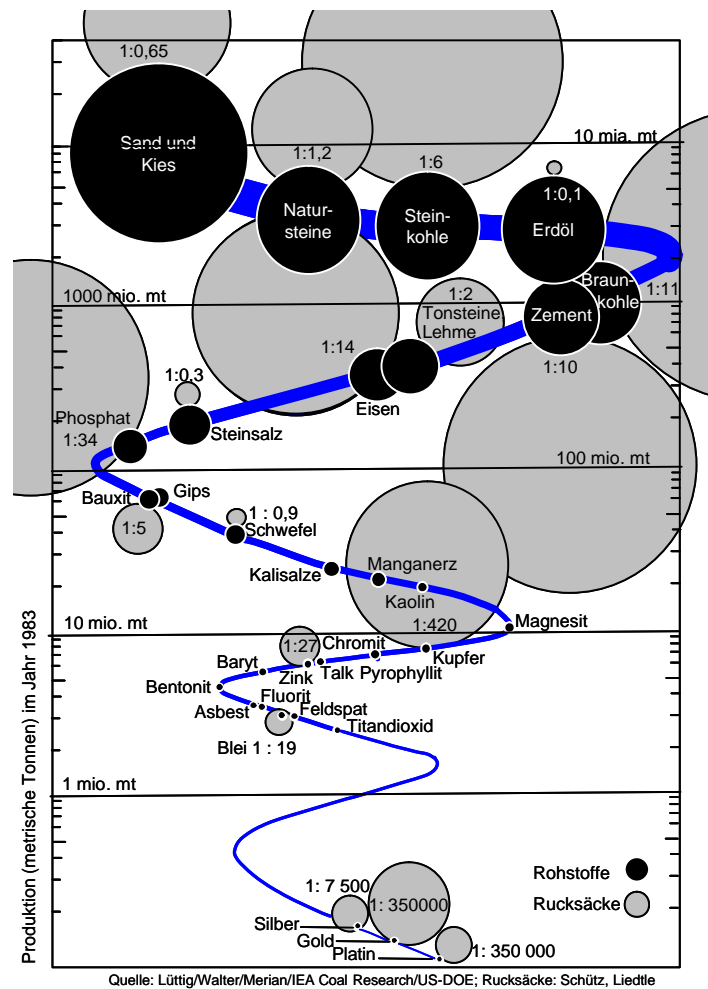 1:0,65
Sand und
Kies
10 mia. mt
1:1,2
1:6
1:0,1
Natur-
steine
Stein-
kohle
Erdöl
Braun-
kohle
1:11
1:2
Tonsteine
Lehme
1000 mio. mt
Zement
1:14
1:10
1:0,3
Eisen
Phosphat
1:34
Steinsalz
100 mio. mt
Bauxit
Gips
1:5
1 : 0,9
Schwefel
Kalisalze
Manganerz
Kaolin
1:420
Magnesit
10 mio. mt
1:27
Chromit
Kupfer
Baryt
Zink
Talk
Pyrophyllit
Bentonit
Fluorit
Asbest
Feldspat
Titandioxid
Blei 1 : 19
1 mio. mt
Produktion (metrische Tonnen) im Jahr 1983
Rohstoffe
Rucksäcke
1: 7 500
1: 350000
Silber
Gold
Platin
1: 350 000
Quelle: Lüttig/Walter/Merian/IEA Coal Research/US-DOE; Rucksäcke: Schütz, Liedtle